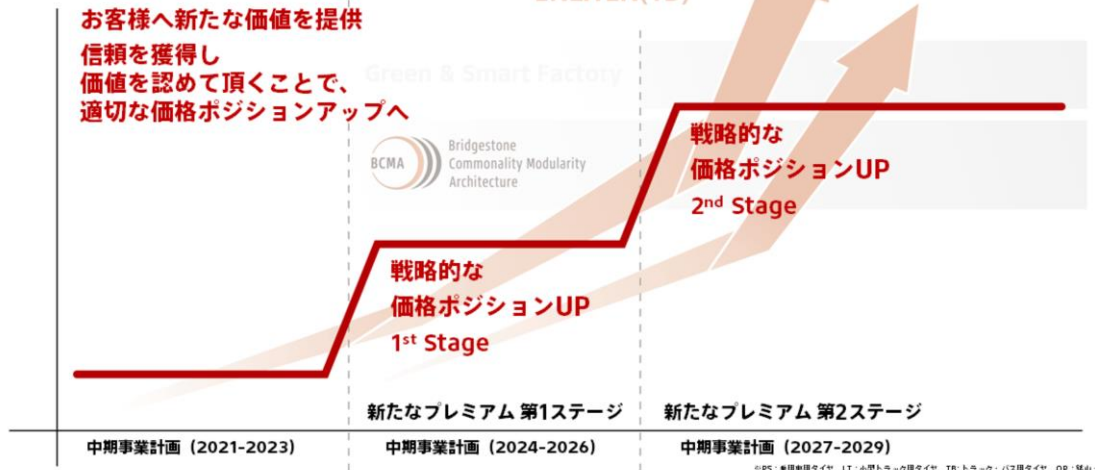 お客様へ新たな価値を提供
信頼を獲得し
価値を認めて頂くことで、
適切な価格ポジションアップへ
Green & Smart Factory
BCMA
Bridgestone
Commonality Modularity
Architecture
戦略的な
価格ポジションUP
2nd Stage
戦略的な
価格ポジションUP
1st Stage
新たなプレミアム 第1ステージ
新たなプレミアム 第2ステージ
中期事業計画 (2021-2023)
中期事業計画 (2024-2026)
中期事業計画 (2027-2029)